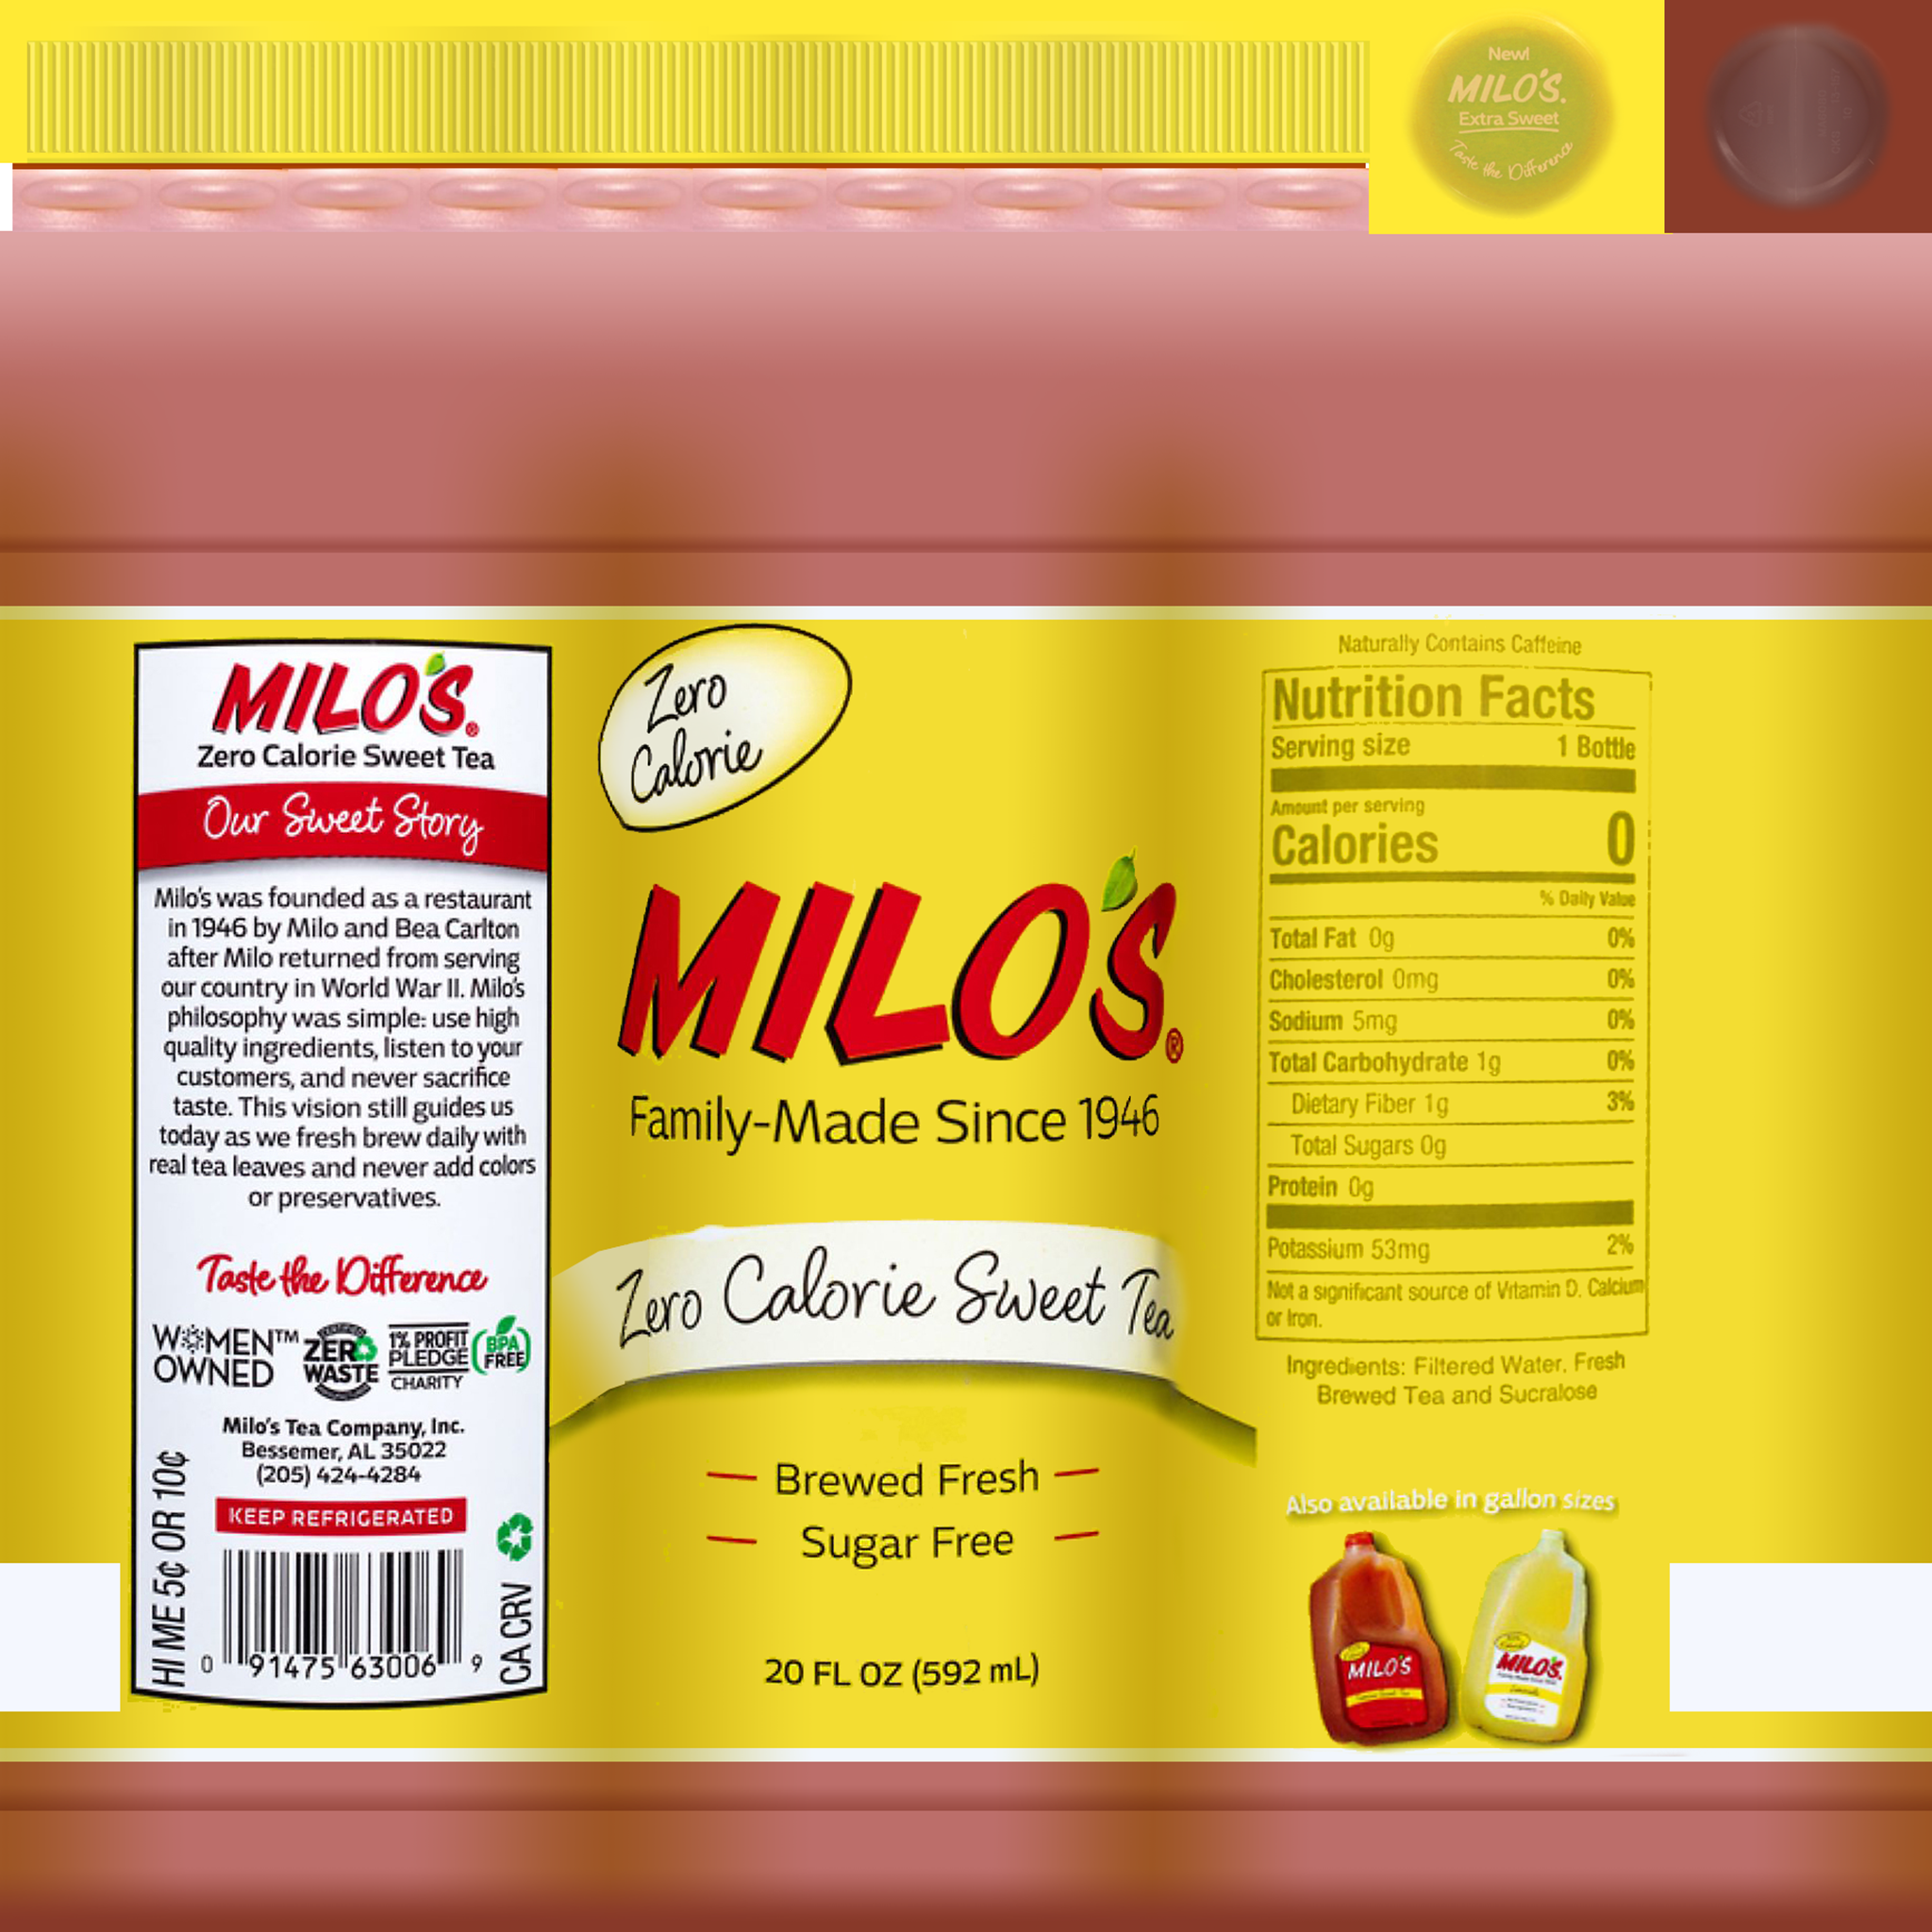 New!
MILO'S.
Extra Sweet
Taste the Difference
MILO'S®
Zero Calorie Sweet Tea
Our Sweet Story
Milo's was founded as a restaurant
in 1946 by Milo and Bea Carlton
after Milo returned from serving
our country in World War II. Milo's
philosophy was simple: use high
quality ingredients, listen to your
customers, and never sacrifice
taste. This vision still guides us
today as we fresh brew daily with
real tea leaves and never add colors
or preservatives.
Taste the Difference
WOMEN™
OWNED
ZERO
WASTE
1% PROFIT
PLEDGE
CHARITY
BPA
FREE
Milo's Tea Company, Inc.
Bessemer, AL 35022
(205) 424-4284
KEEP REFRIGERATED
HI ME 5¢ OR 10¢
CA CRV
0 91475 63006 9
Zero
Calorie
MILO'S®
Family-Made Since 1946
Zero Calorie Sweet Tea
Brewed Fresh
Sugar Free
20 FL OZ (592 mL)
Naturally Contains Caffeine
Nutrition Facts
Serving size 1 Bottle
Amount per serving
Calories 0
% Daily Value
Total Fat 0g 0%
Cholesterol 0mg 0%
Sodium 5mg 0%
Total Carbohydrate 1g 0%
Dietary Fiber 1g 3%
Total Sugars 0g
Protein 0g
Potassium 53mg 2%
Not a significant source of Vitamin D, Calcium
or Iron.
Ingredients: Filtered Water, Fresh
Brewed Tea and Sucralose
Also available in gallon sizes
MILO'S
MILO'S